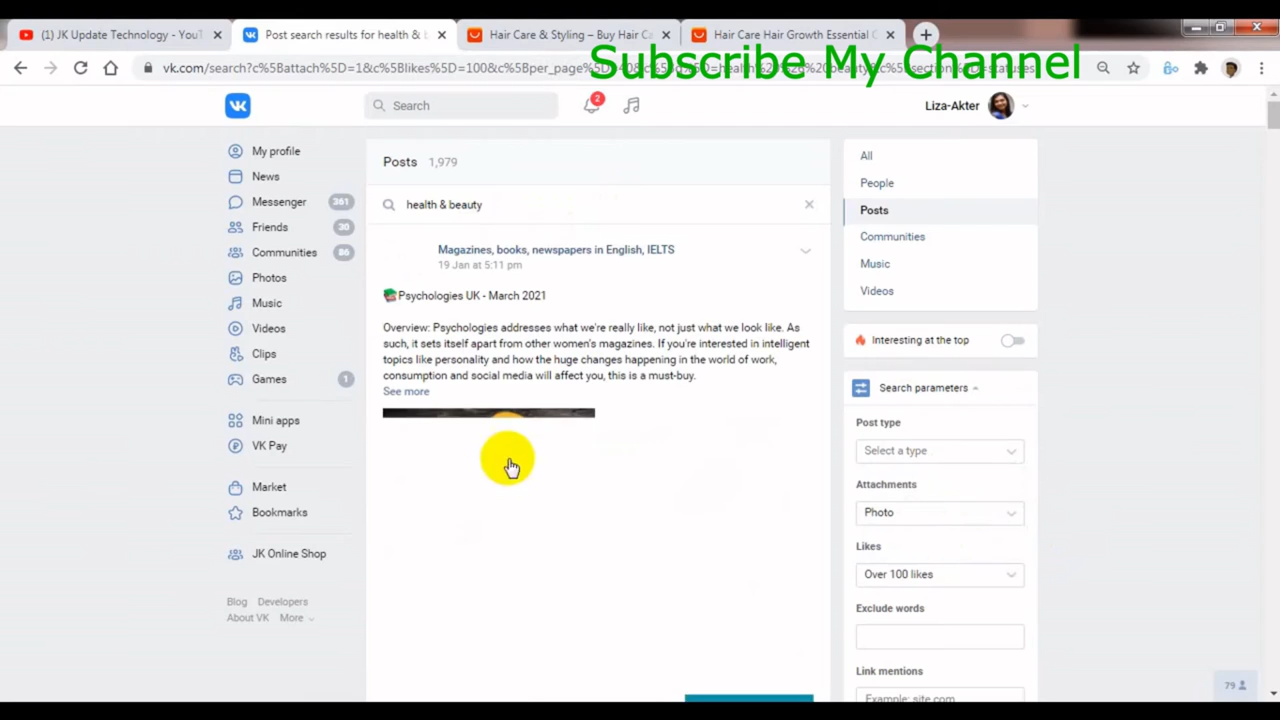 (1) JK Update Technology - You
Post search results for health & b
Hair Care & Styling – Buy Hair Ca
Hair Care Hair Growth Essential O
Subscribe My Channel
vk.com/search?c%5Battach%5D=1&c%5Blikes%5D=100&c%5Bper_page%5D
Search
2
Liza-Akter
My profile
News
Messenger 361
Friends 30
Communities 86
Photos
Music
Videos
Clips
Games 1
Mini apps
VK Pay
Market
Bookmarks
JK Online Shop
Blog Developers
About VK More
Posts 1,979
health & beauty
Magazines, books, newspapers in English, IELTS
19 Jan at 5:11 pm
Psychologies UK - March 2021
Overview: Psychologies addresses what we're really like, not just what we look like. As
such, it sets itself apart from other women's magazines. If you're interested in intelligent
topics like personality and how the huge changes happening in the world of work,
consumption and social media will affect you, this is a must-buy.
See more
All
People
Posts
Communities
Music
Videos
Interesting at the top
Search parameters
Post type
Select a type
Attachments
Photo
Likes
Over 100 likes
Exclude words
Link mentions
Example: site.com
79